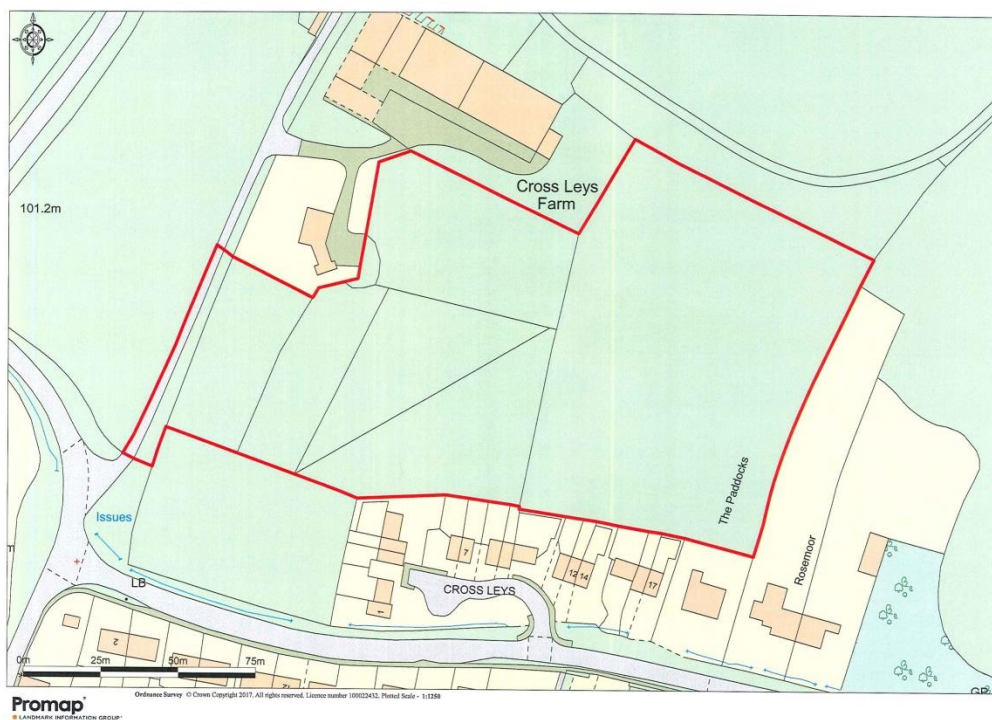 Cross Leys
Farm
101.2m
The Paddocks
Rosemoor
Issues
7
12 14
17
CROSS LEYS
LB
1
2
0m 25m 50m 75m
Ordnance Survey © Crown Copyright 2017. All rights reserved. Licence number 100022432. Plotted Scale - 1:1250
Promap
LANDMARK INFORMATION GROUP